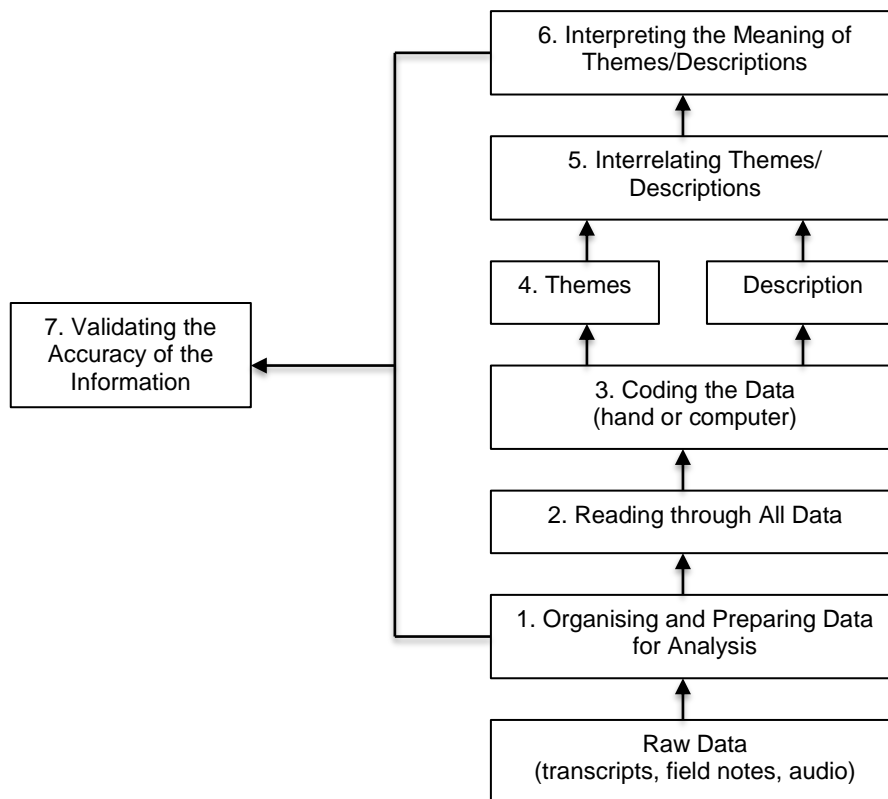 6. Interpreting the Meaning of
Themes/Descriptions
5. Interrelating Themes/
Descriptions
4. Themes
Description
7. Validating the
Accuracy of the
Information
3. Coding the Data
(hand or computer)
2. Reading through All Data
1. Organising and Preparing Data
for Analysis
Raw Data
(transcripts, field notes, audio)